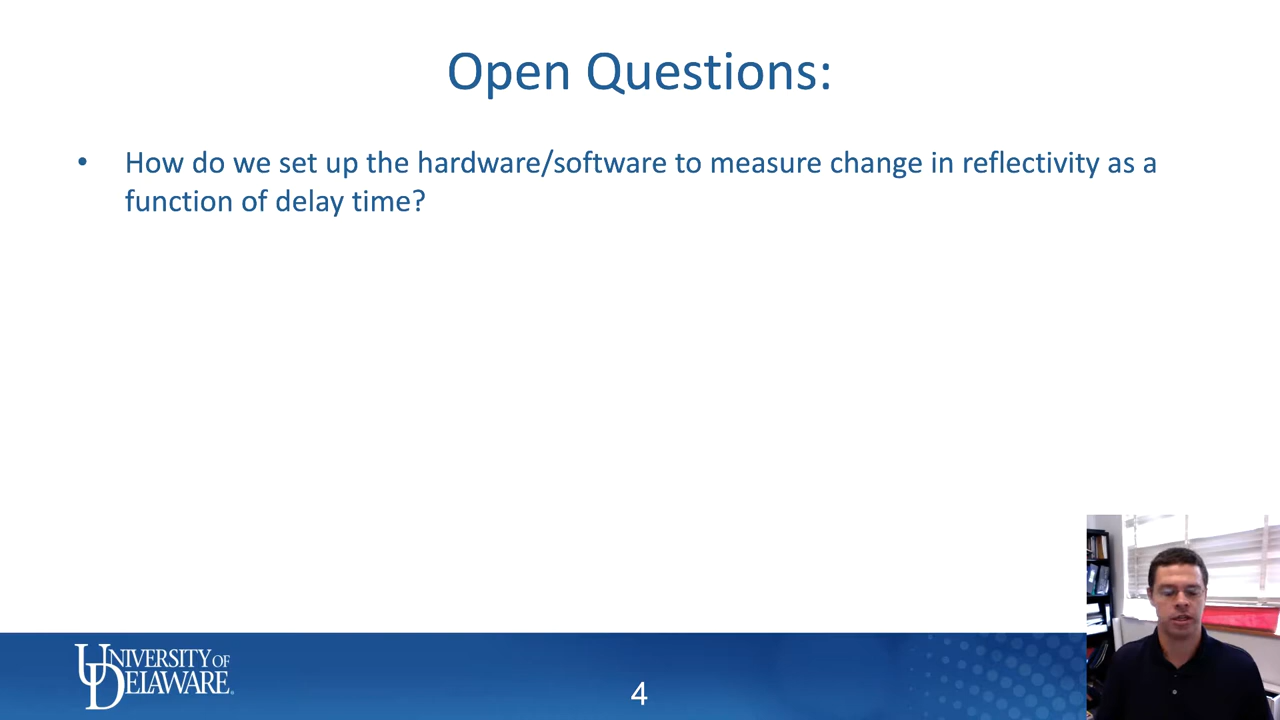 Open Questions:
• How do we set up the hardware/software to measure change in reflectivity as a
function of delay time?
UNIVERSITY OF
DELAWARE.
4